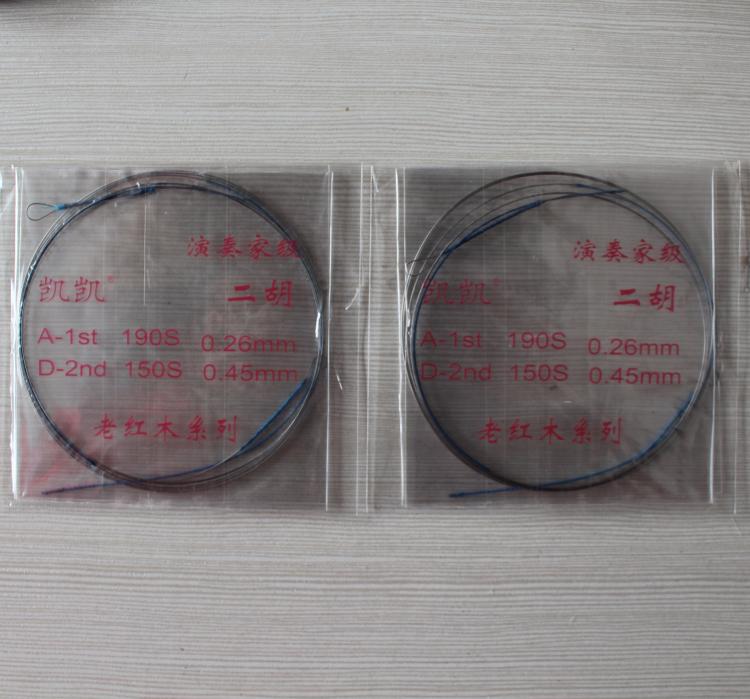 演奏家级
凯凯® 二胡
A-1st 190S 0.26mm
D-2nd 150S 0.45mm
老红木系列
演奏家级
凯凯® 二胡
A-1st 190S 0.26mm
D-2nd 150S 0.45mm
老红木系列